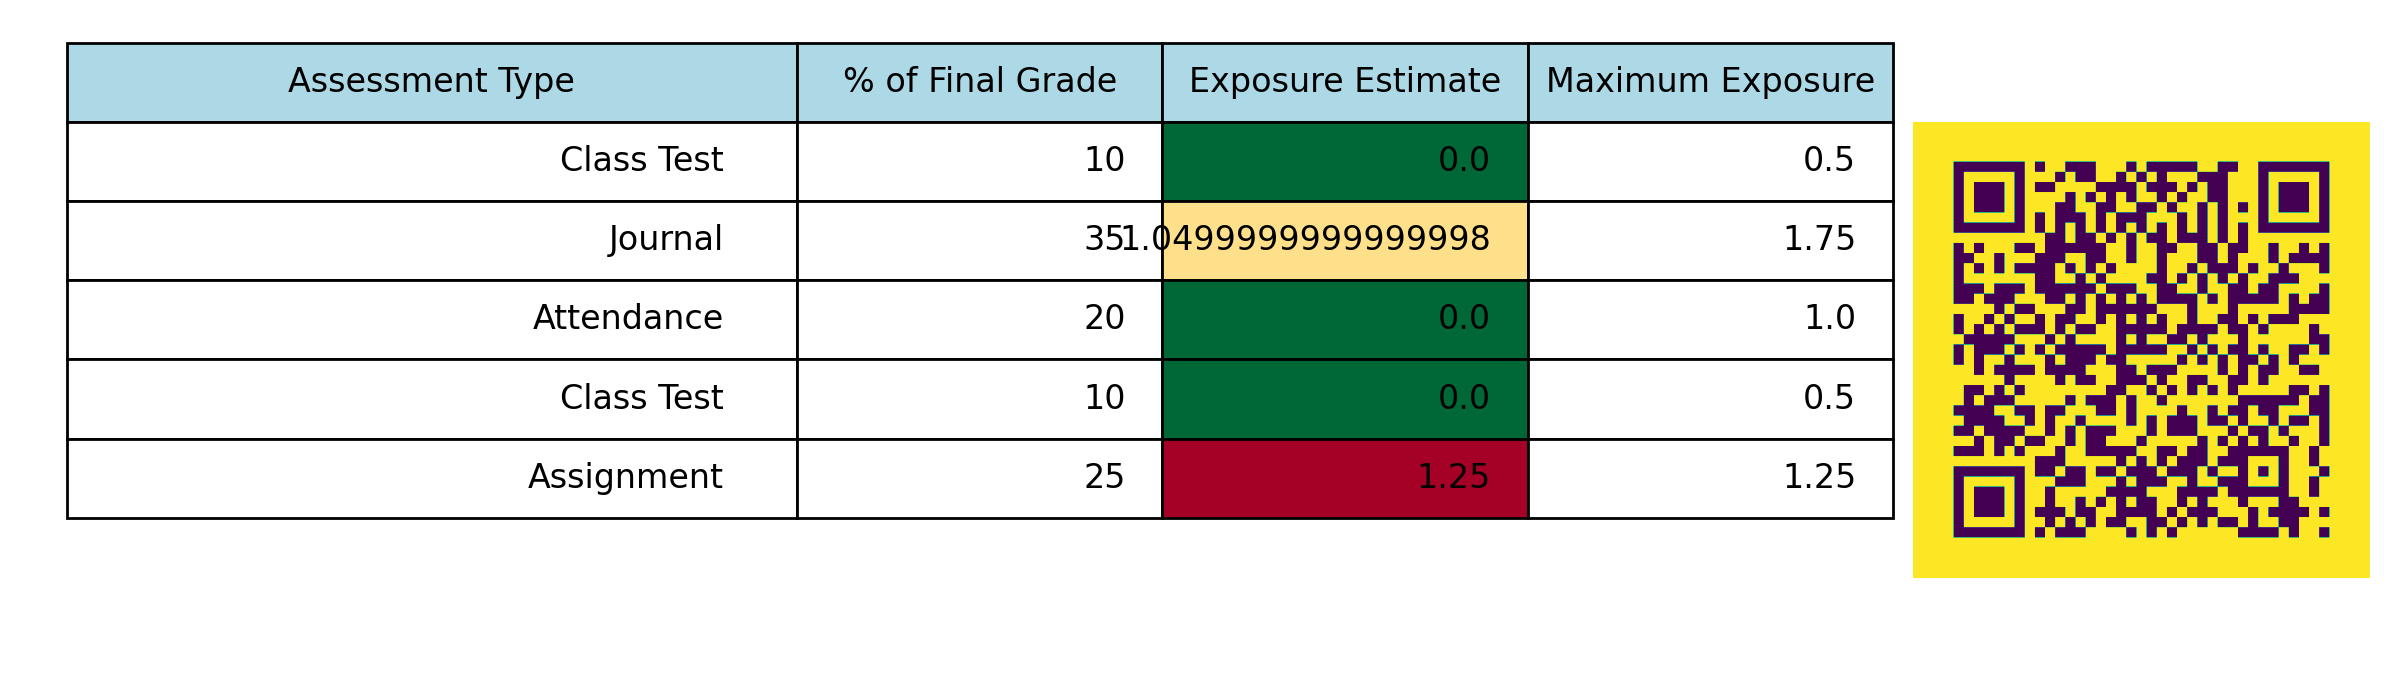 Assessment Type % of Final Grade Exposure Estimate Maximum Exposure
Class Test 10 0.0 0.5
Journal 35 1.0499999999999998 1.75
Attendance 20 0.0 1.0
Class Test 10 0.0 0.5
Assignment 25 1.25 1.25